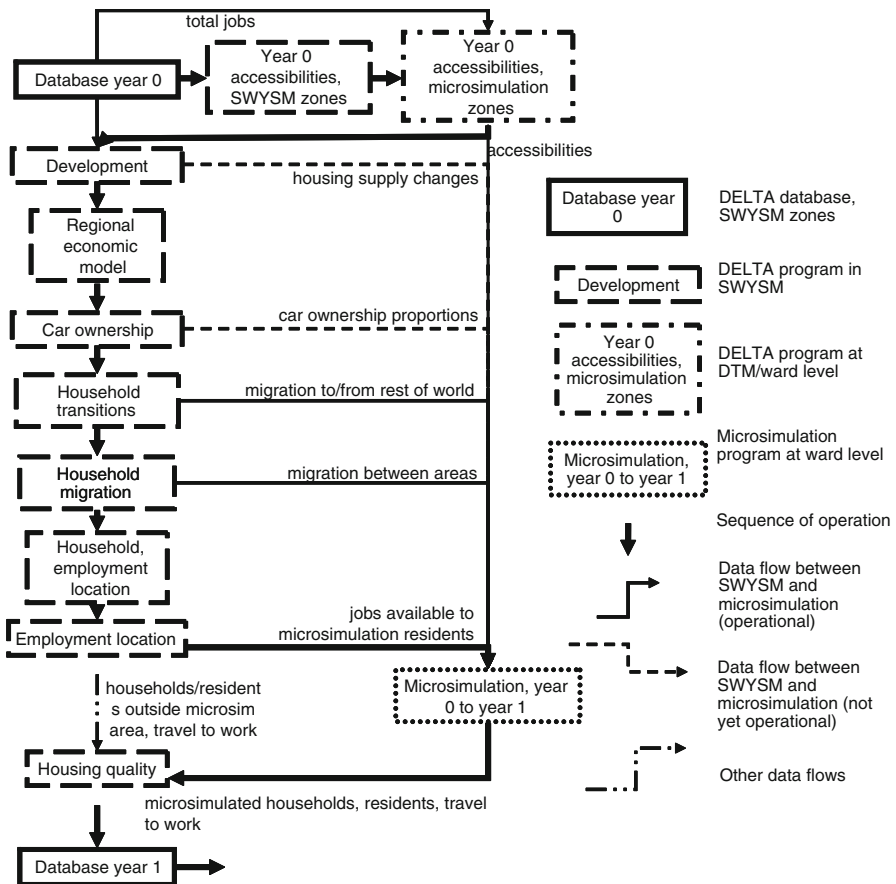 total jobs
Database year 0
Year 0
accessibilities,
SWYSM zones
Year 0
accessibilities,
microsimulation
zones
accessibilities
Development
housing supply changes
Regional
economic
model
Car ownership
car ownership proportions
Household
transitions
migration to/from rest of world
Household
migration
migration between areas
Household,
employment
location
jobs available to
microsimulation residents
Employment location
households/resident
s outside microsim
area, travel to work
Microsimulation, year
0 to year 1
Housing quality
microsimulated households, residents, travel
to work
Database year 1
Database year
0
DELTA database,
SWYSM zones
Development
DELTA program in
SWYSM
Year 0
accessibilities,
microsimulation
zones
DELTA program at
DTM/ward level
Microsimulation,
year 0 to year 1
Microsimulation
program at ward level
Sequence of operation
Data flow between
SWYSM and
microsimulation
(operational)
Data flow between
SWYSM and
microsimulation (not
yet operational)
Other data flows